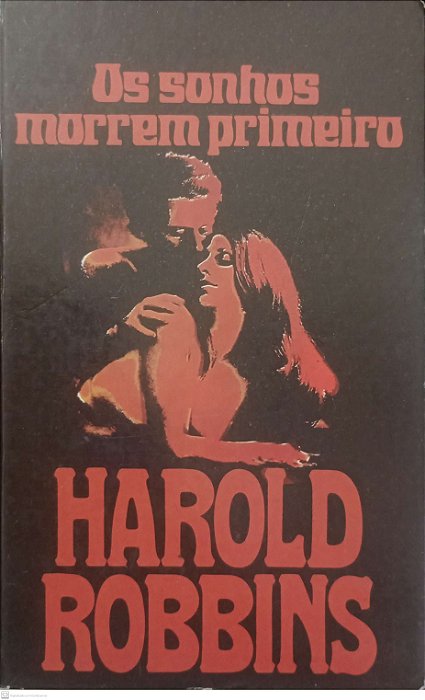 Os sonhos
morrem primeiro
HAROLD
ROBBINS